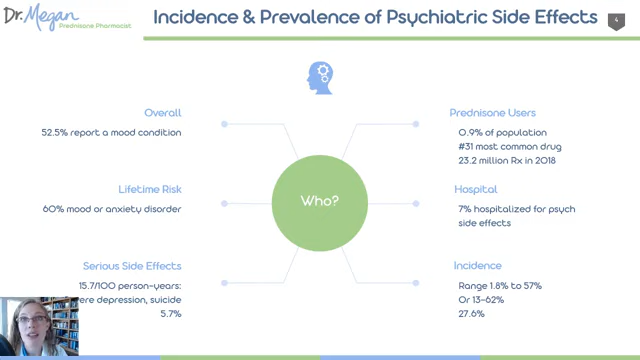 Dr. Megan
Prednisone Pharmacist
Incidence & Prevalence of Psychiatric Side Effects
4
Overall
52.5% report a mood condition
Lifetime Risk
60% mood or anxiety disorder
Serious Side Effects
15.7/100 person-years:
depression, suicide
5.7%
Who?
Prednisone Users
0.9% of population
#31 most common drug
23.2 million Rx in 2018
Hospital
7% hospitalized for psych
side effects
Incidence
Range 1.8% to 57%
Or 13-62%
27.6%